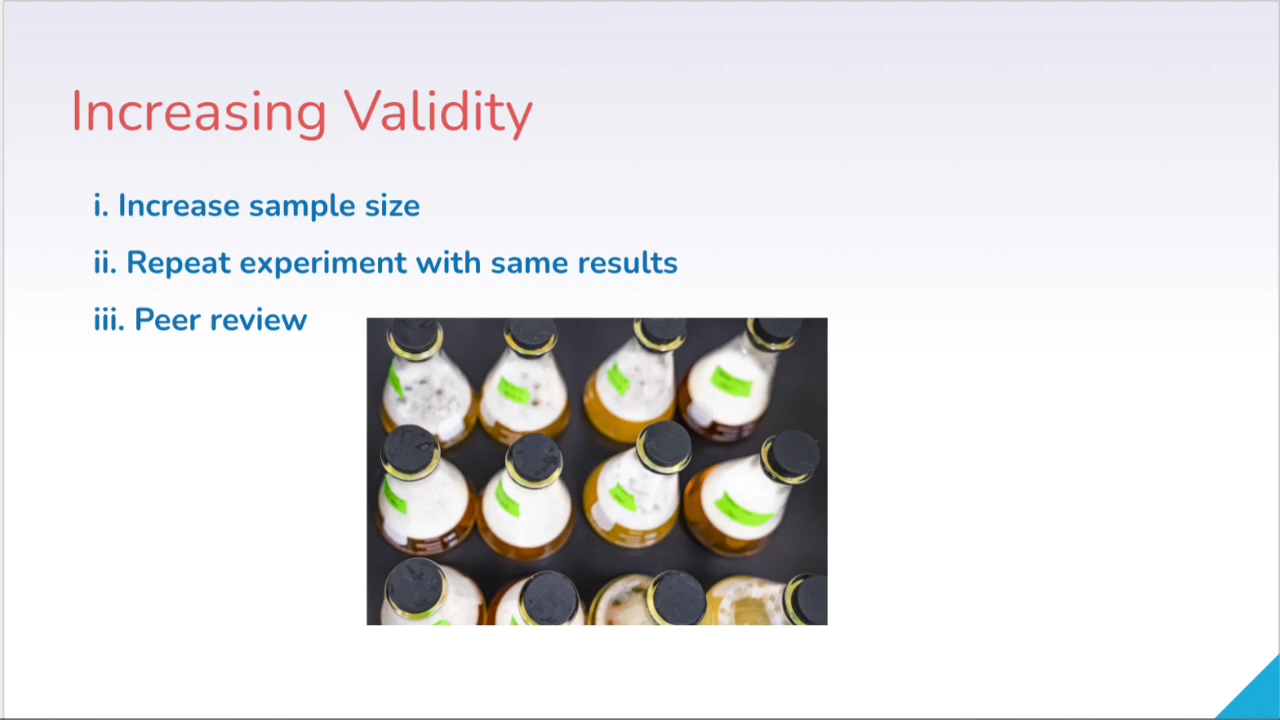 Increasing Validity
i. Increase sample size
ii. Repeat experiment with same results
iii. Peer review